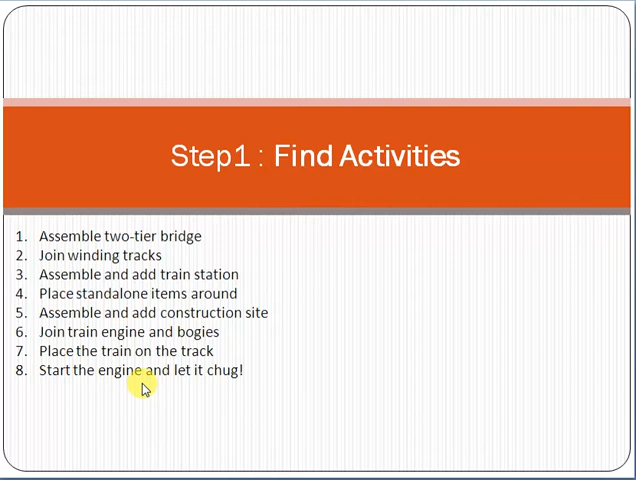 Step1 : Find Activities
1. Assemble two-tier bridge
2. Join winding tracks
3. Assemble and add train station
4. Place standalone items around
5. Assemble and add construction site
6. Join train engine and bogies
7. Place the train on the track
8. Start the engine and let it chug!